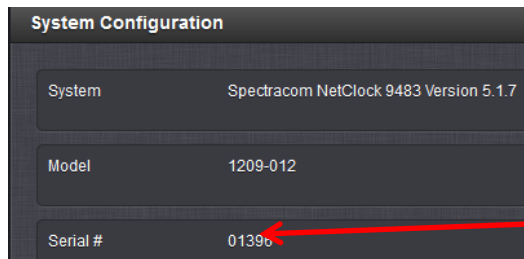 System Configuration
System Spectracom NetClock 9483 Version 5.1.7
Model 1209-012
Serial # 01396